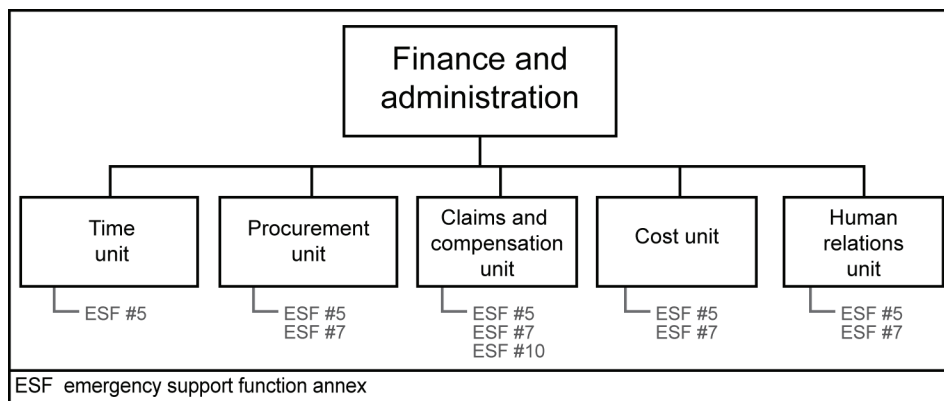 Finance and
administration
Time
unit
ESF #5
Procurement
unit
ESF #5
ESF #7
Claims and
compensation
unit
ESF #5
ESF #7
ESF #10
Cost unit
ESF #5
ESF #7
Human
relations
unit
ESF #5
ESF #7
ESF emergency support function annex